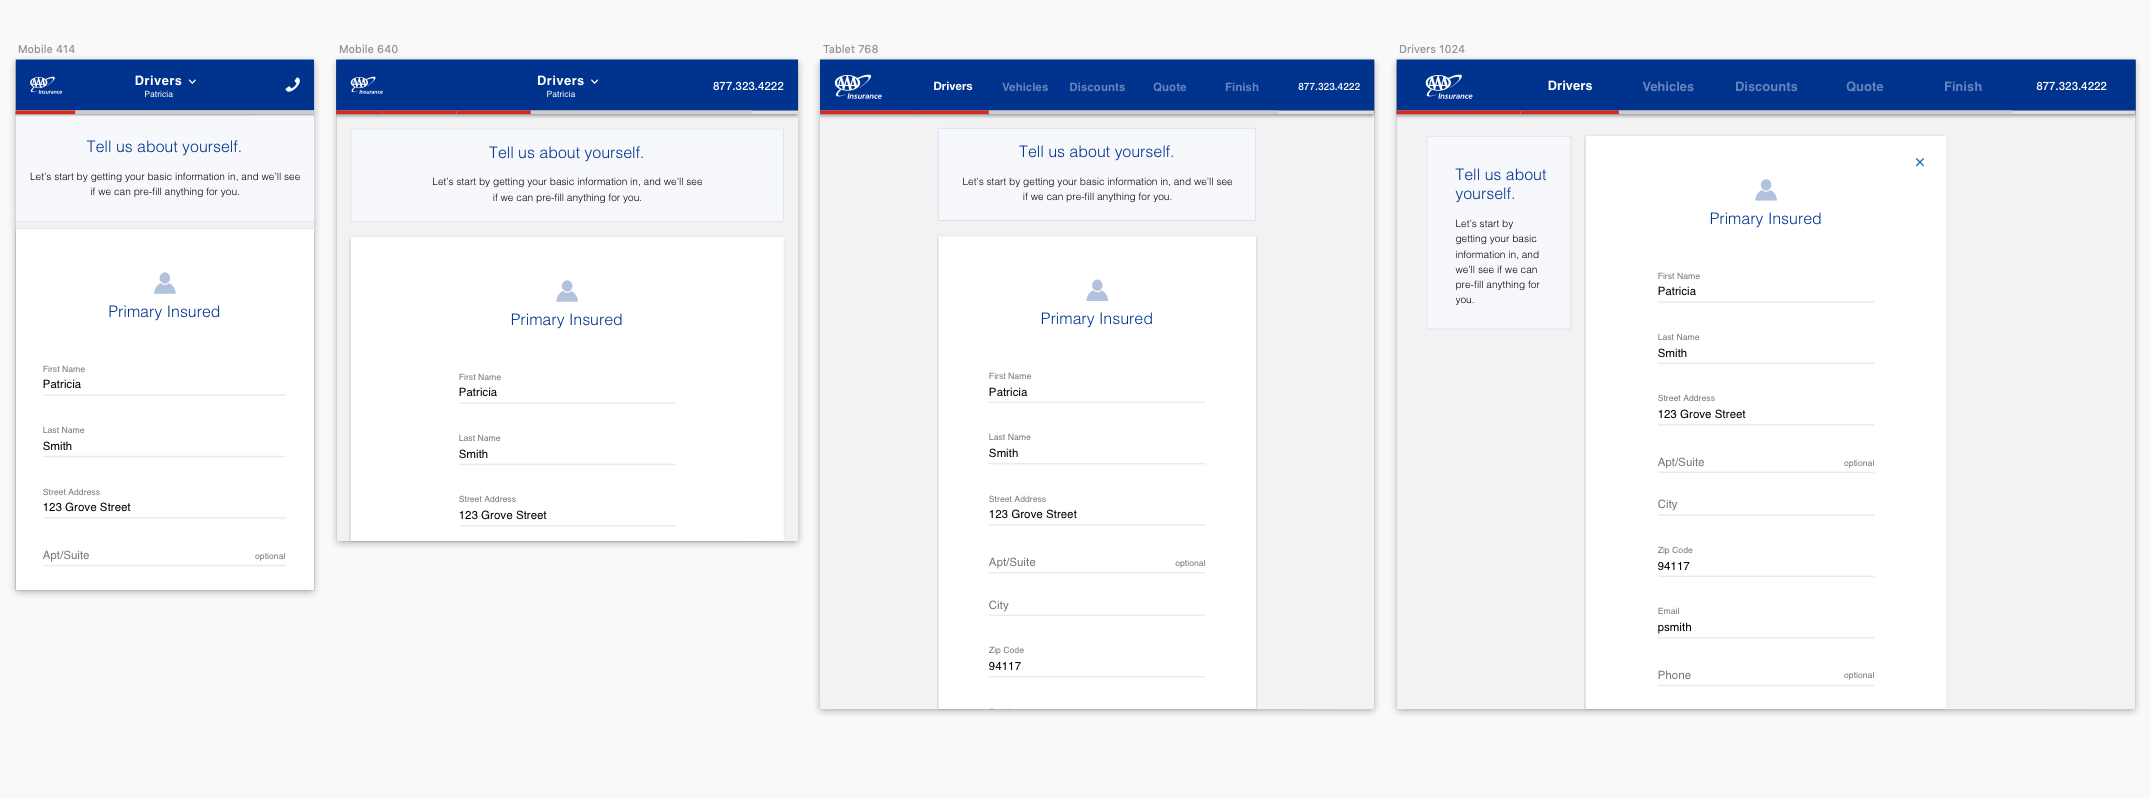 Mobile 414
AAA
Insurance
Drivers
Patricia
Tell us about yourself.
Let's start by getting your basic information in, and we'll see
if we can pre-fill anything for you.
Primary Insured
First Name
Patricia
Last Name
Smith
Street Address
123 Grove Street
Apt/Suite optional
Mobile 640
AAA
Insurance
Drivers
Patricia
877.323.4222
Tell us about yourself.
Let's start by getting your basic information in, and we'll see
if we can pre-fill anything for you.
Primary Insured
First Name
Patricia
Last Name
Smith
Street Address
123 Grove Street
Tablet 768
AAA
Insurance
Drivers Vehicles Discounts Quote Finish 877.323.4222
Tell us about yourself.
Let's start by getting your basic information in, and we'll see
if we can pre-fill anything for you.
Primary Insured
First Name
Patricia
Last Name
Smith
Street Address
123 Grove Street
Apt/Suite optional
City
Zip Code
94117
Drivers 1024
AAA
Insurance
Drivers Vehicles Discounts Quote Finish 877.323.4222
Tell us about
yourself.
Let's start by
getting your basic
information in, and
we'll see if we can
pre-fill anything for
you.
Primary Insured
First Name
Patricia
Last Name
Smith
Street Address
123 Grove Street
Apt/Suite optional
City
Zip Code
94117
Email
psmith
Phone optional